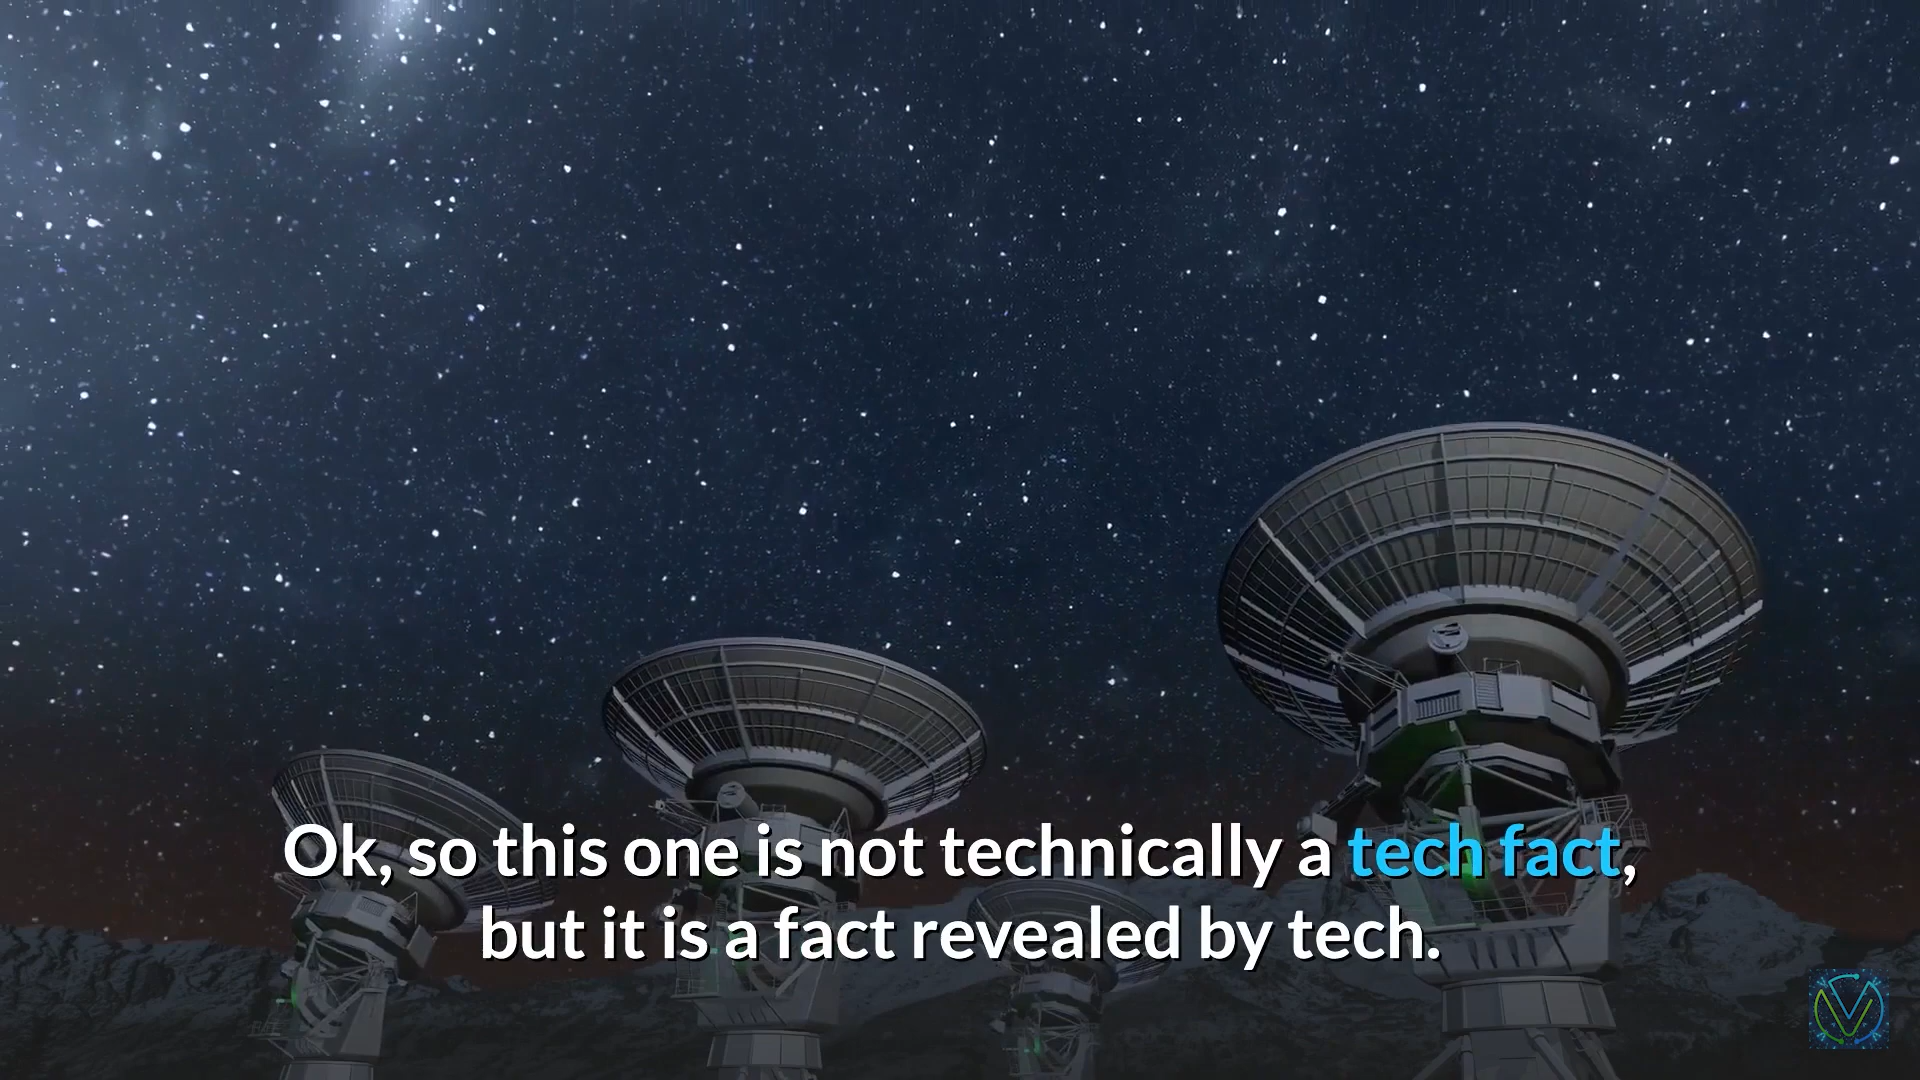 Ok, so this one is not technically a tech fact,
but it is a fact revealed by tech.